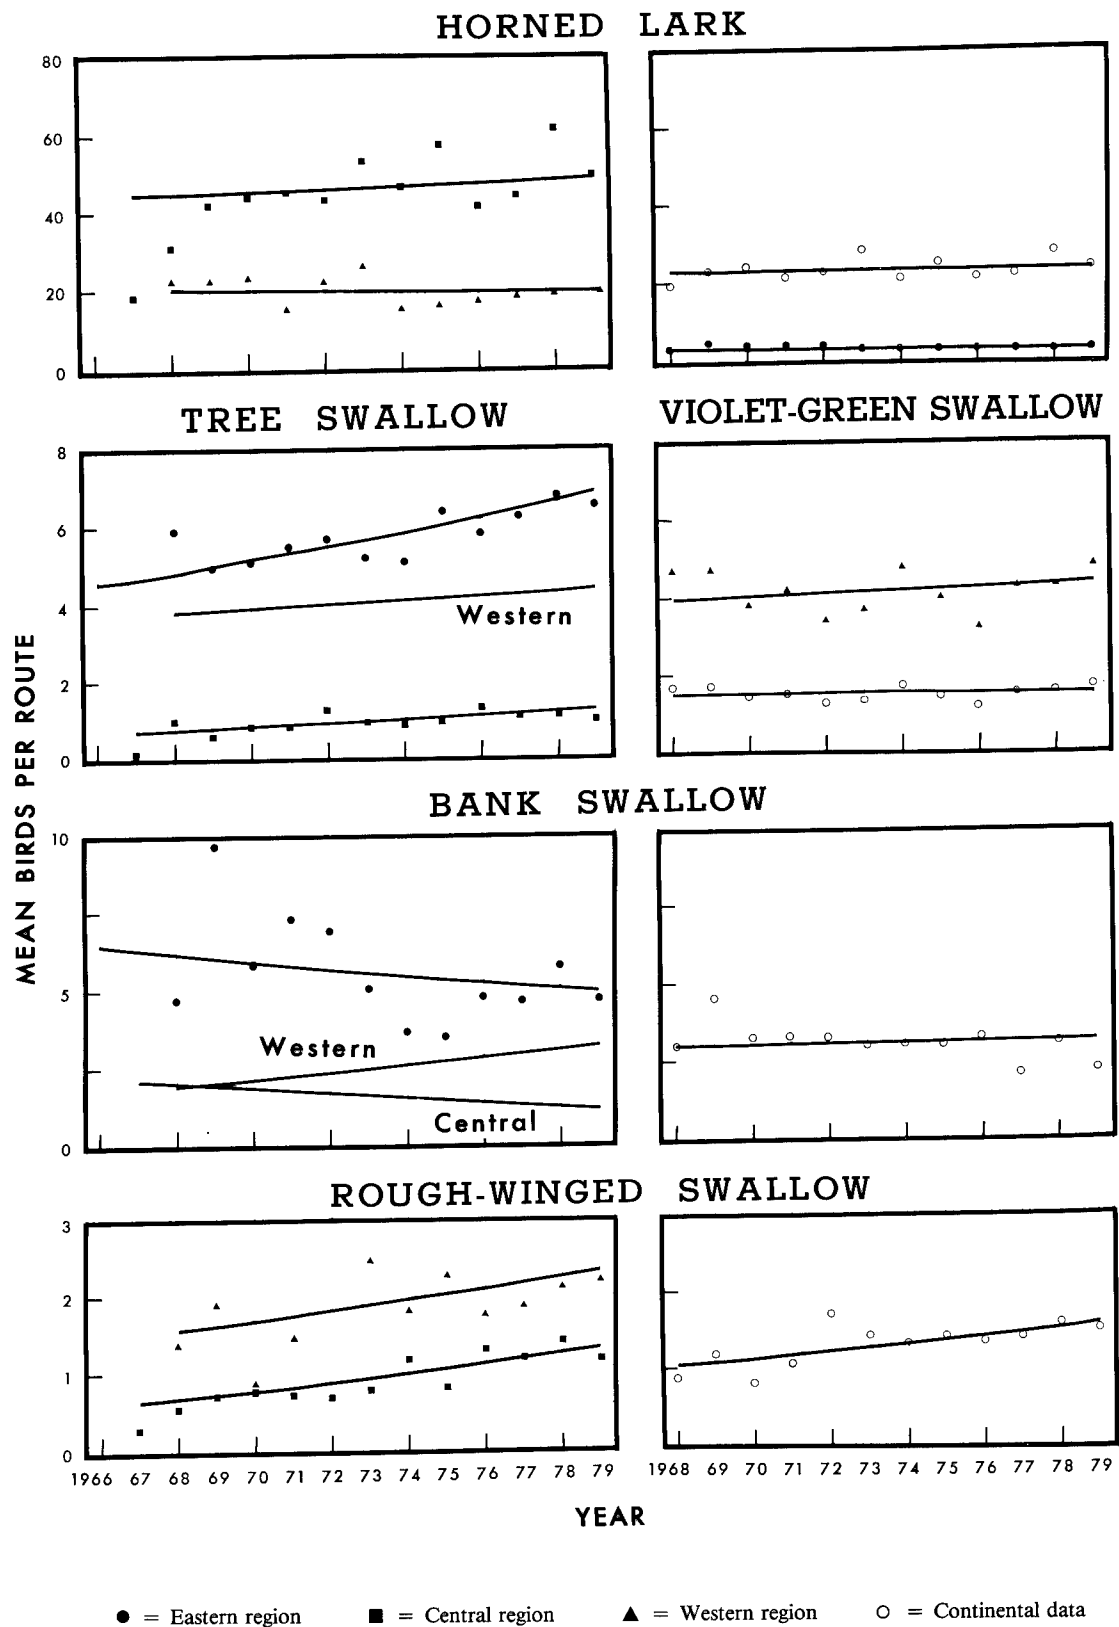 HORNED LARK
80
60
40
20
0
TREE SWALLOW
VIOLET-GREEN SWALLOW
8
6
4
2
0
Western
MEAN BIRDS PER ROUTE
BANK SWALLOW
10
5
0
Western
Central
ROUGH-WINGED SWALLOW
3
2
1
0
1966 67 68 69 70 71 72 73 74 75 76 77 78 79
1968 69 70 71 72 73 74 75 76 77 78 79
YEAR
● = Eastern region ■ = Central region ▲ = Western region ○ = Continental data